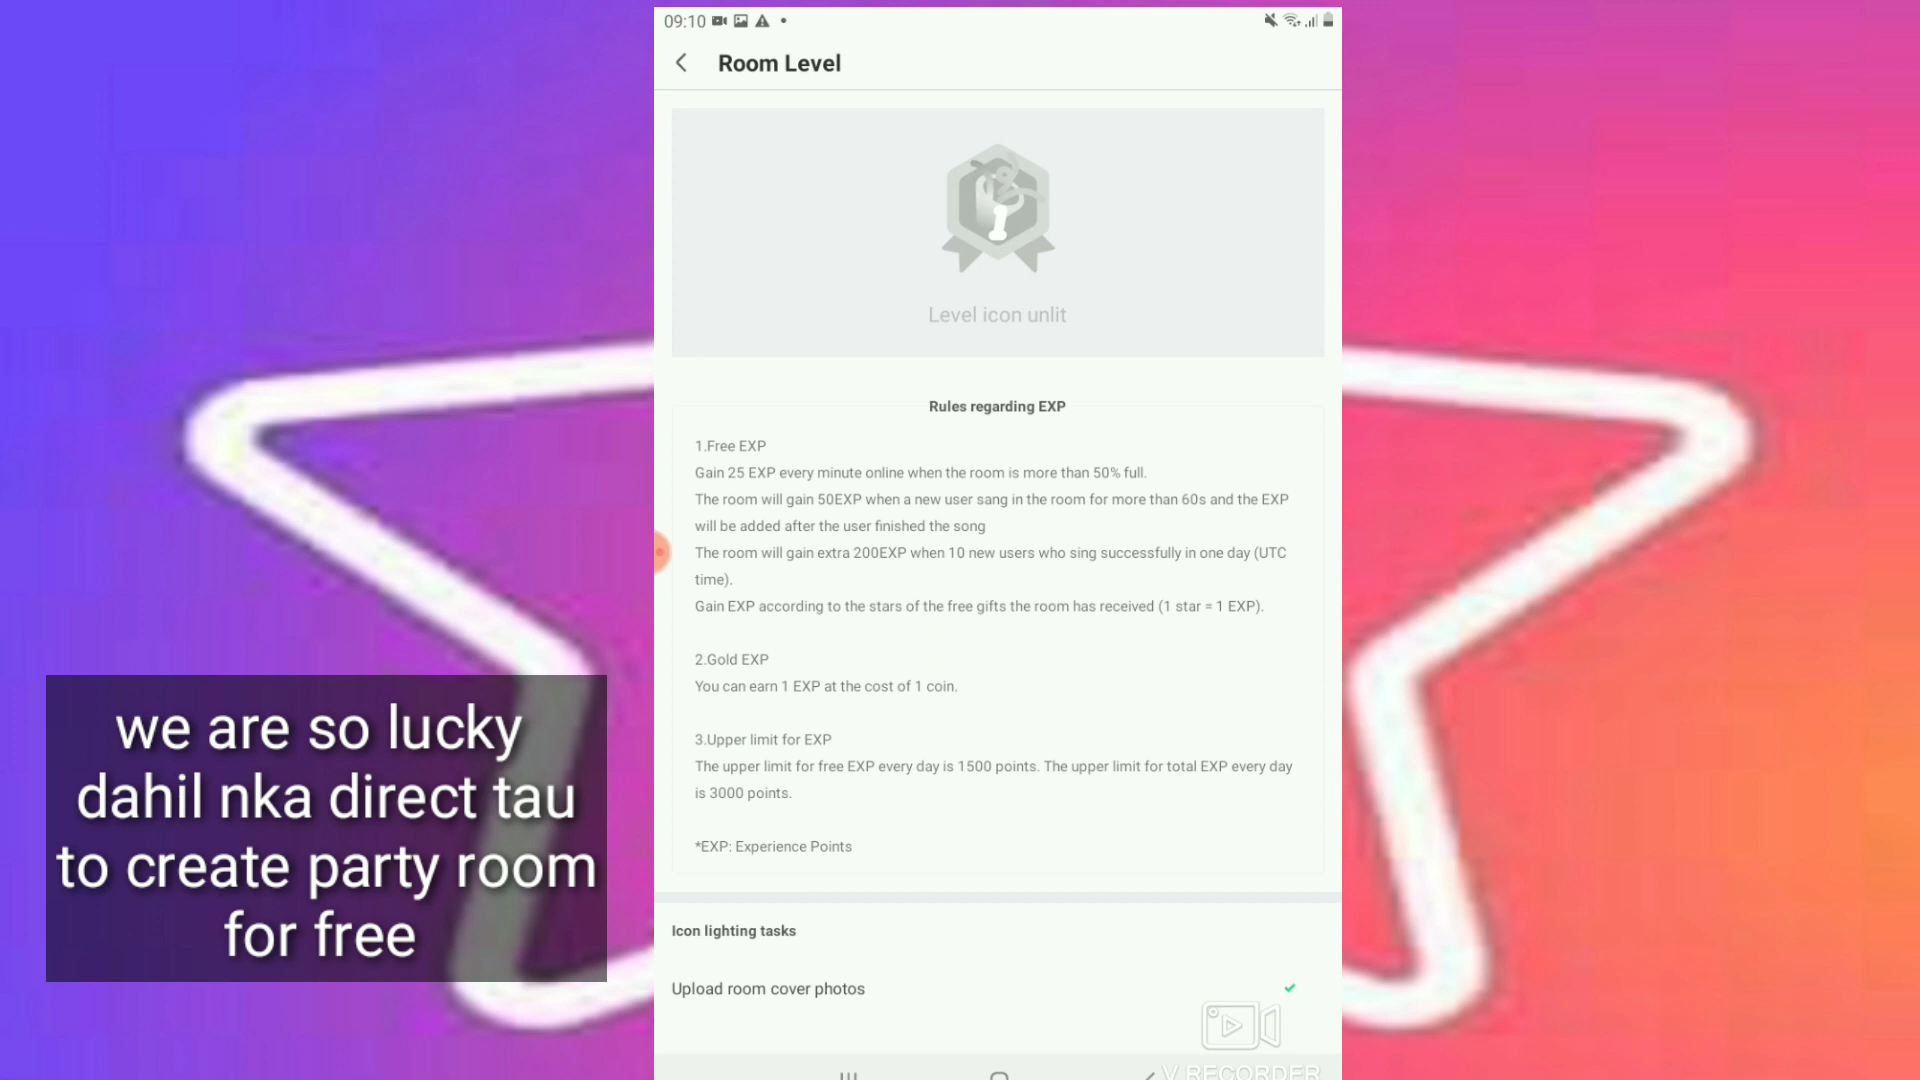 09:10
Room Level
1
Level icon unlit
Rules regarding EXP
1.Free EXP
Gain 25 EXP every minute online when the room is more than 50% full.
The room will gain 50EXP when a new user sang in the room for more than 60s and the EXP
will be added after the user finished the song
The room will gain extra 200EXP when 10 new users who sing successfully in one day (UTC
time).
Gain EXP according to the stars of the free gifts the room has received (1 star = 1 EXP).
2.Gold EXP
You can earn 1 EXP at the cost of 1 coin.
3.Upper limit for EXP
The upper limit for free EXP every day is 1500 points. The upper limit for total EXP every day
is 3000 points.
*EXP: Experience Points
Icon lighting tasks
Upload room cover photos
V RECORDER
we are so lucky
dahil nka direct tau
to create party room
for free